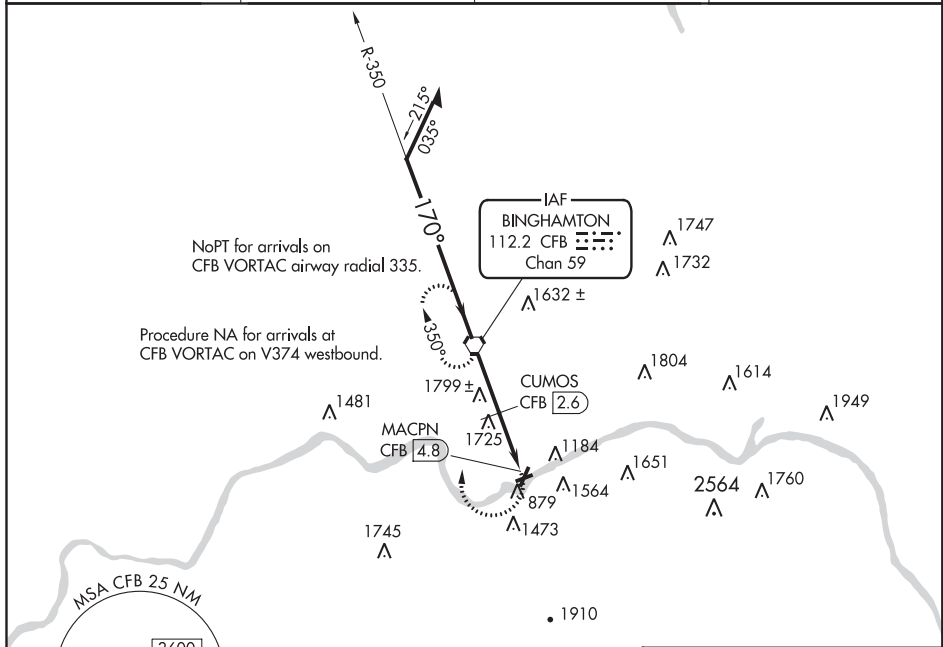 R-350
215°
035°
170°
IAF
BINGHAMTON
112.2 CFB
Chan 59
1747
1732
NoPT for arrivals on
CFB VORTAC airway radial 335.
1632 ±
350°
Procedure NA for arrivals at
CFB VORTAC on V374 westbound.
1804
1614
1799 ±
CUMOS
CFB 2.6
1481
1949
1725
MACPN
CFB 4.8
1184
1651
1564
2564
1760
879
1473
1745
MSA CFB 25 NM
1910